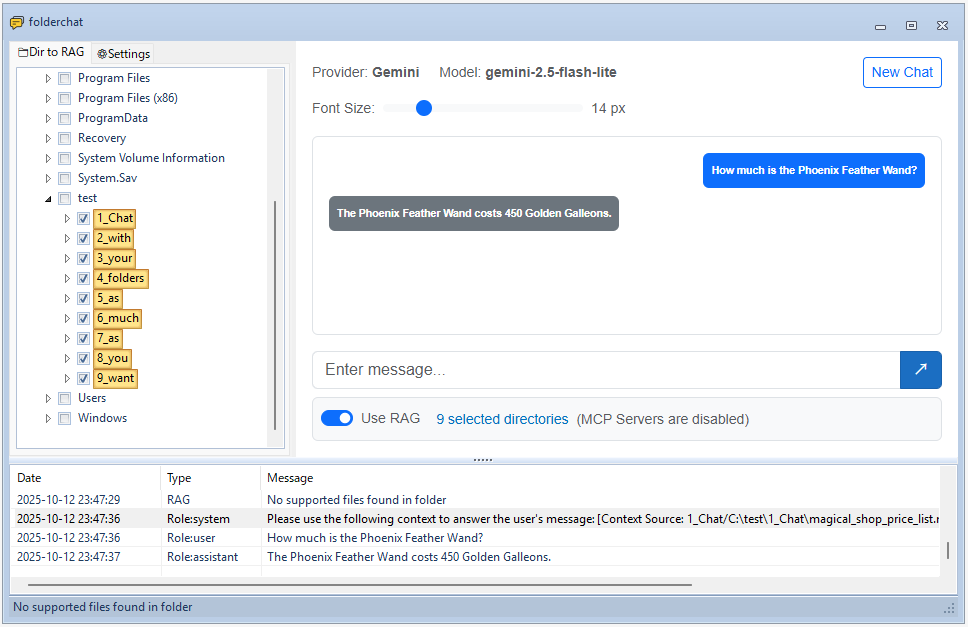 folderchat
Dir to RAG
Settings
Program Files
Program Files (x86)
ProgramData
Recovery
System Volume Information
System.Sav
test
1_Chat
2_with
3_your
4_folders
5_as
6_much
7_as
8_you
9_want
Users
Windows
Provider: Gemini Model: gemini-2.5-flash-lite
New Chat
Font Size: 14 px
How much is the Phoenix Feather Wand?
The Phoenix Feather Wand costs 450 Golden Galleons.
Enter message...
Use RAG 9 selected directories (MCP Servers are disabled)
Date Type Message
2025-10-12 23:47:29 RAG No supported files found in folder
2025-10-12 23:47:36 Role:system Please use the following context to answer the user's message: [Context Source: 1_Chat/C:\test\1_Chat\magical_shop_price_list.
2025-10-12 23:47:36 Role:user How much is the Phoenix Feather Wand?
2025-10-12 23:47:37 Role:assistant The Phoenix Feather Wand costs 450 Golden Galleons.
No supported files found in folder